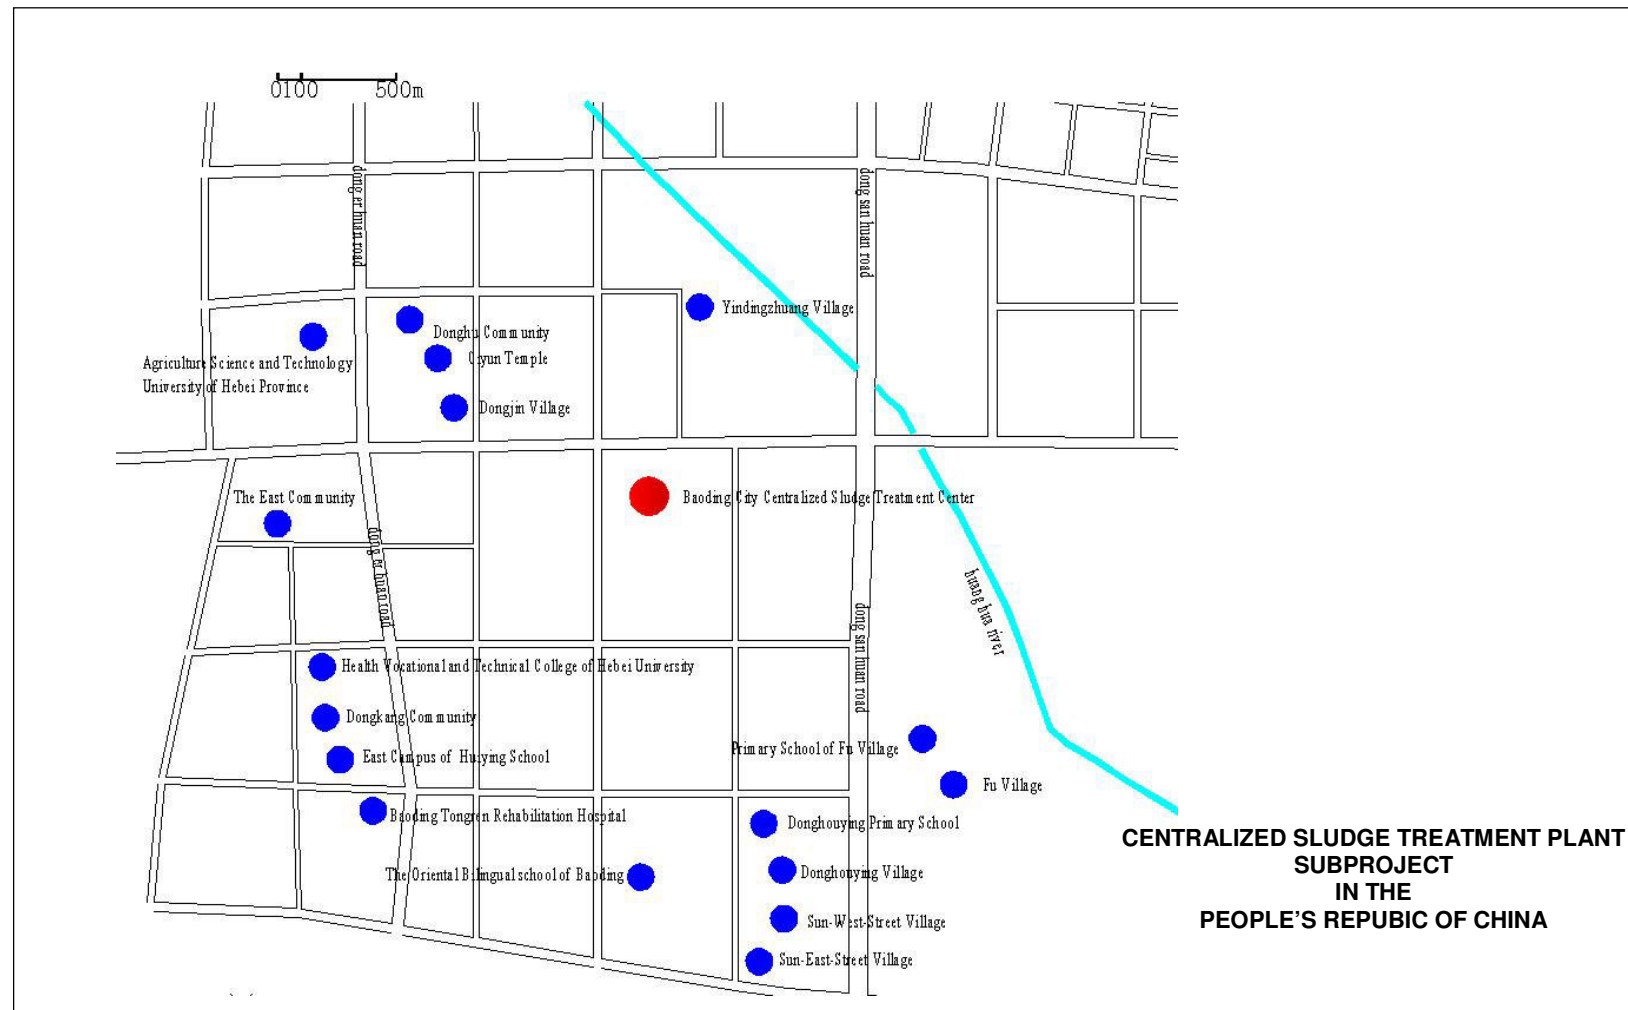 0100 500m
dong er huan road
dong san huan road
Yindingzhuang Village
Donghu Community
Qiyun Temple
Agriculture Science and Technology
University of Hebei Province
Dongjin Village
The East Community
Baoding City Centralized Sludge Treatment Center
dong er huan road
huang hua river
dong san huan road
Health Vocational and Technical College of Hebei University
Dongkang Community
East Campus of Huiying School
Primary School of Fu Village
Fu Village
Baoding Tongren Rehabilitation Hospital
Donghouying Primary School
The Oriental Bilingual school of Baoding
Donghouying Village
Sun-West-Street Village
Sun-East-Street Village
CENTRALIZED SLUDGE TREATMENT PLANT
SUBPROJECT
IN THE
PEOPLE’S REPUBIC OF CHINA